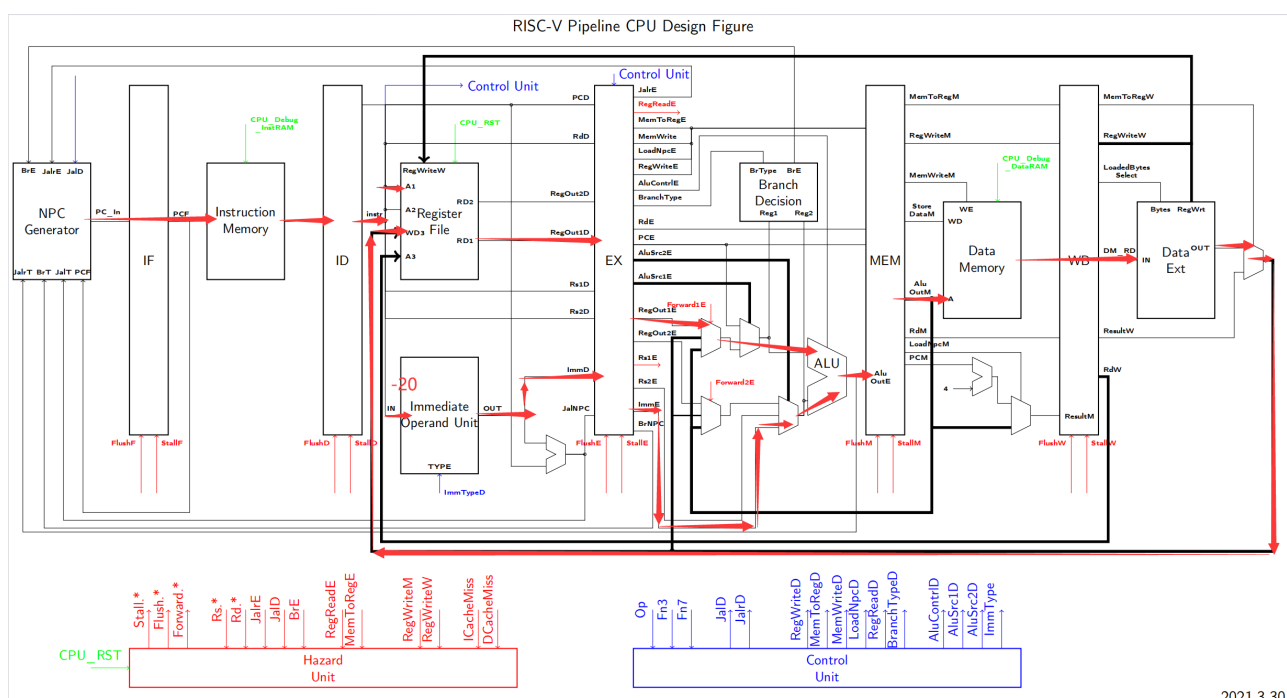 RISC-V Pipeline CPU Design Figure
Control Unit
Control Unit
CPU_Debug
_InstRAM
CPU_RST
BrE JalrE JalD
NPC
Generator
PC_In
JalrT BrT JalT PCF
PCF
IF
Instruction
Memory
ID
instr
PCD
RdD
RegWriteW
A1
A2
WD3
A3
Register
File
RD2
RD1
RegOut2D
RegOut1D
Rs1D
Rs2D
-20
IN
Immediate
Operand Unit
OUT
TYPE
ImmTypeD
ImmD
JalNPC
EX
JalrE
RegReadE
MemToRegE
MemWrite
LoadNpcE
RegWriteE
AluContrlE
BranchType
RdE
PCE
AluSrc2E
AluSrc1E
RegOut1E
RegOut2E
Rs1E
Rs2E
ImmE
BrNPC
Forward1E
Forward2E
BrType BrE
Branch
Decision
Reg1 Reg2
ALU
Alu
OutE
MEM
MemToRegM
RegWriteM
MemWriteM
Store
DataM
Alu
OutM
RdM
LoadNpcM
PCM
4
CPU_Debug
_DataRAM
WE
WD
A
Data
Memory
DM_RD
WB
ResultM
MemToRegW
RegWriteW
LoadedBytes
Select
Bytes RegWrt
IN
OUT
Data
Ext
ResultW
RdW
FlushF StallF
FlushD StallD
FlushE StallE
FlushM StallM
FlushW StallW
Stall.*
Flush.*
Forward.*
Rs.*
Rd.*
JalrE
JalD
BrE
RegReadE
MemToRegE
RegWriteM
RegWriteW
ICacheMiss
DCacheMiss
CPU_RST
Hazard
Unit
Op
Fn3
Fn7
JalD
JalrD
RegWriteD
MemToRegD
MemWriteD
LoadNpcD
RegReadD
BranchTypeD
AluContrlD
AluSrc1D
AluSrc2D
ImmType
Control
Unit
2021.3.30